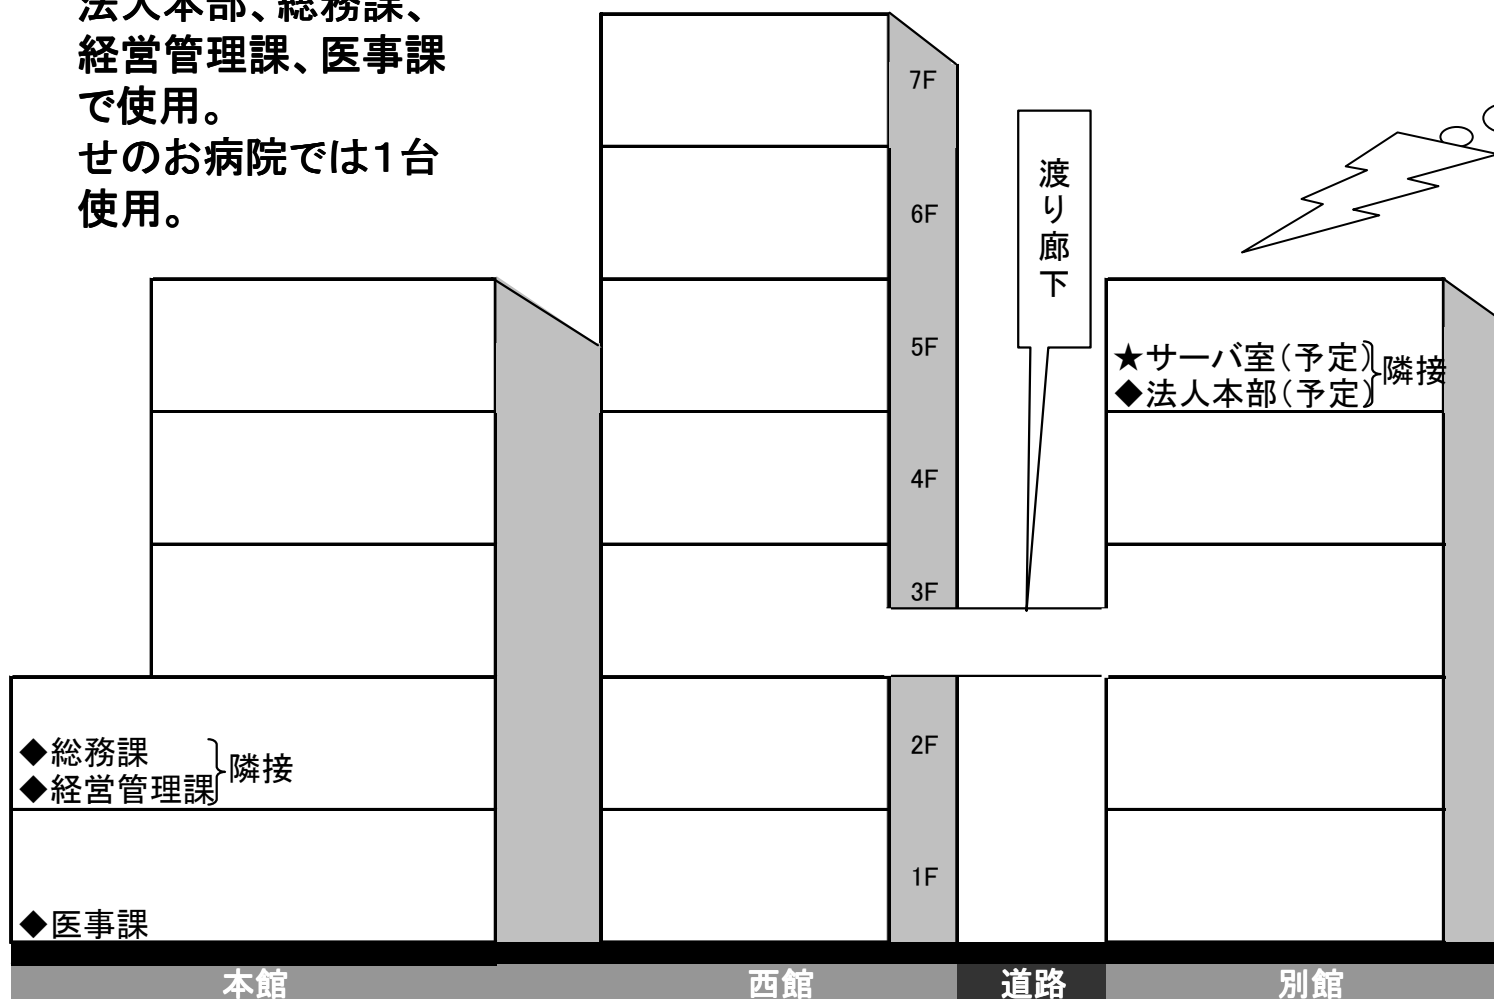 法人本部、総務課、
経営管理課、医事課
で使用。
せのお病院では1台
使用。
7F
6F
5F
4F
3F
2F
1F
渡り廊下
★サーバ室(予定)
◆法人本部(予定)
隣接
◆総務課
◆経営管理課
隣接
◆医事課
本館
西館
道路
別館